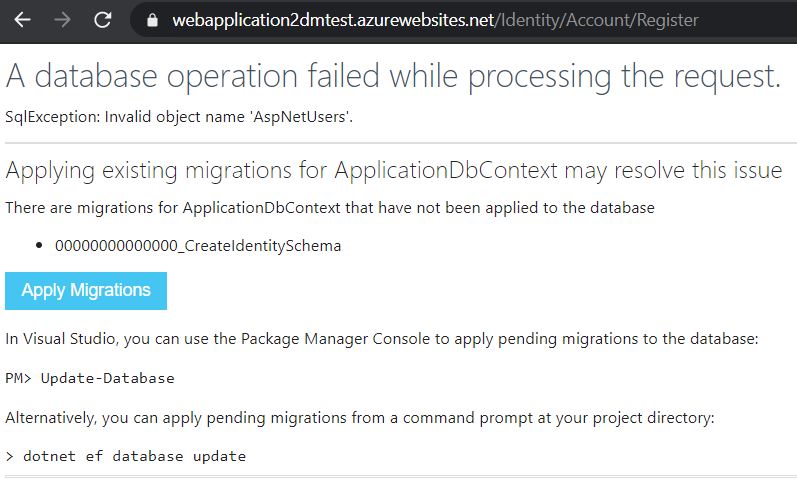 webapplication2dmtest.azurewebsites.net/Identity/Account/Register
A database operation failed while processing the request.
SqlException: Invalid object name 'AspNetUsers'.
Applying existing migrations for ApplicationDbContext may resolve this issue
There are migrations for ApplicationDbContext that have not been applied to the database
• 00000000000000_CreateIdentitySchema
Apply Migrations
In Visual Studio, you can use the Package Manager Console to apply pending migrations to the database:
PM> Update-Database
Alternatively, you can apply pending migrations from a command prompt at your project directory:
> dotnet ef database update